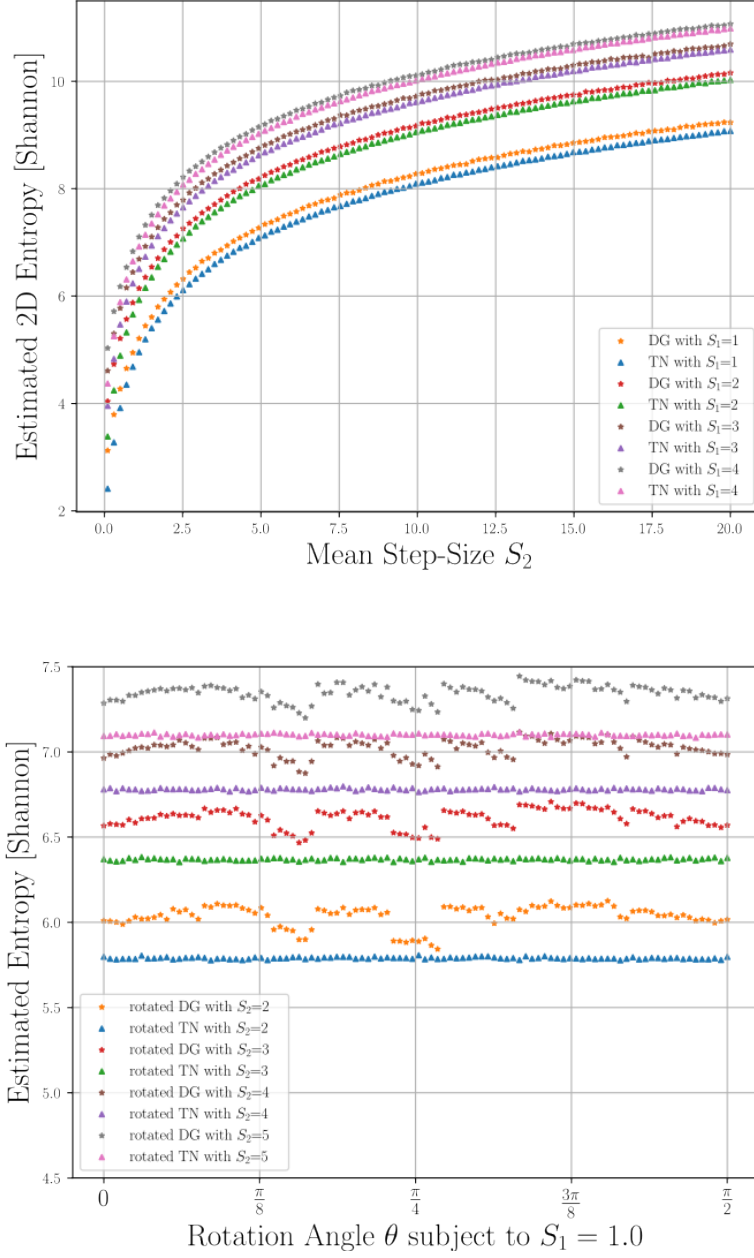 Estimated 2D Entropy [Shannon]
10
8
6
4
2
DG with S₁=1
TN with S₁=1
DG with S₁=2
TN with S₁=2
DG with S₁=3
TN with S₁=3
DG with S₁=4
TN with S₁=4
0.0 2.5 5.0 7.5 10.0 12.5 15.0 17.5 20.0
Mean Step-Size S₂
Estimated Entropy [Shannon]
7.5
7.0
6.5
6.0
5.5
5.0
4.5
rotated DG with S₂=2
rotated TN with S₂=2
rotated DG with S₂=3
rotated TN with S₂=3
rotated DG with S₂=4
rotated TN with S₂=4
rotated DG with S₂=5
rotated TN with S₂=5
0 π/8 π/4 3π/8 π/2
Rotation Angle θ subject to S₁ = 1.0